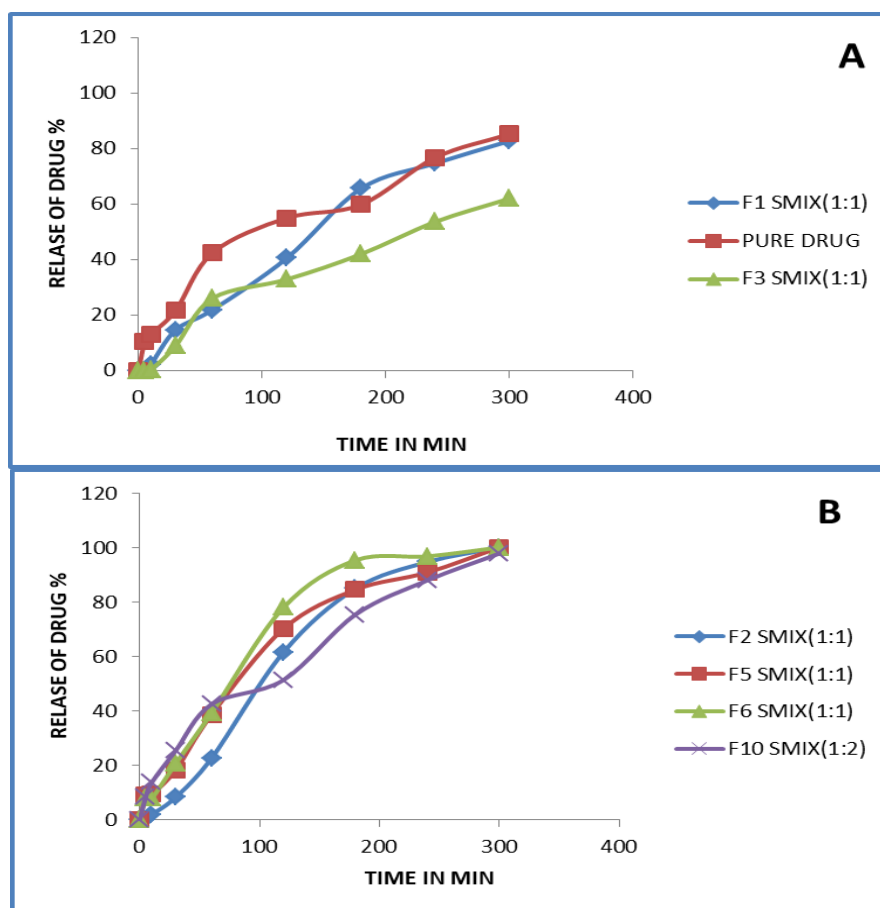 A
RELASE OF DRUG %
120
100
80
60
40
20
0
0 100 200 300 400
TIME IN MIN
F1 SMIX(1:1)
PURE DRUG
F3 SMIX(1:1)
B
RELASE OF DRUG %
120
100
80
60
40
20
0
0 100 200 300 400
TIME IN MIN
F2 SMIX(1:1)
F5 SMIX(1:1)
F6 SMIX(1:1)
F10 SMIX(1:2)